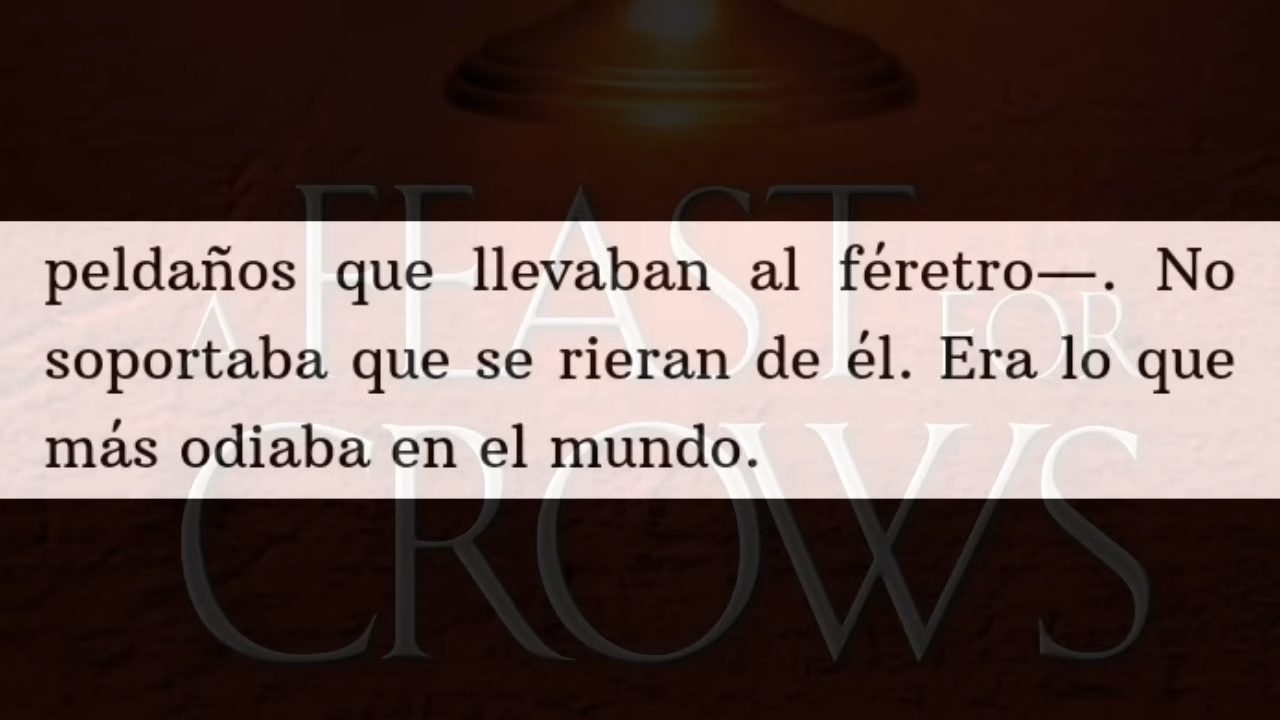 A FEAST FOR
peldaños que llevaban al féretro—. No
soportaba que se rieran de él. Era lo que
más odiaba en el mundo.
CROWS